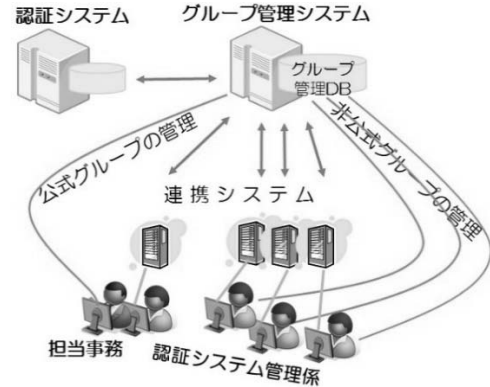 認証システム
グループ管理システム
グループ
管理DB
公式グループの管理
非公式グループの管理
連携システム
担当事務
認証システム管理係